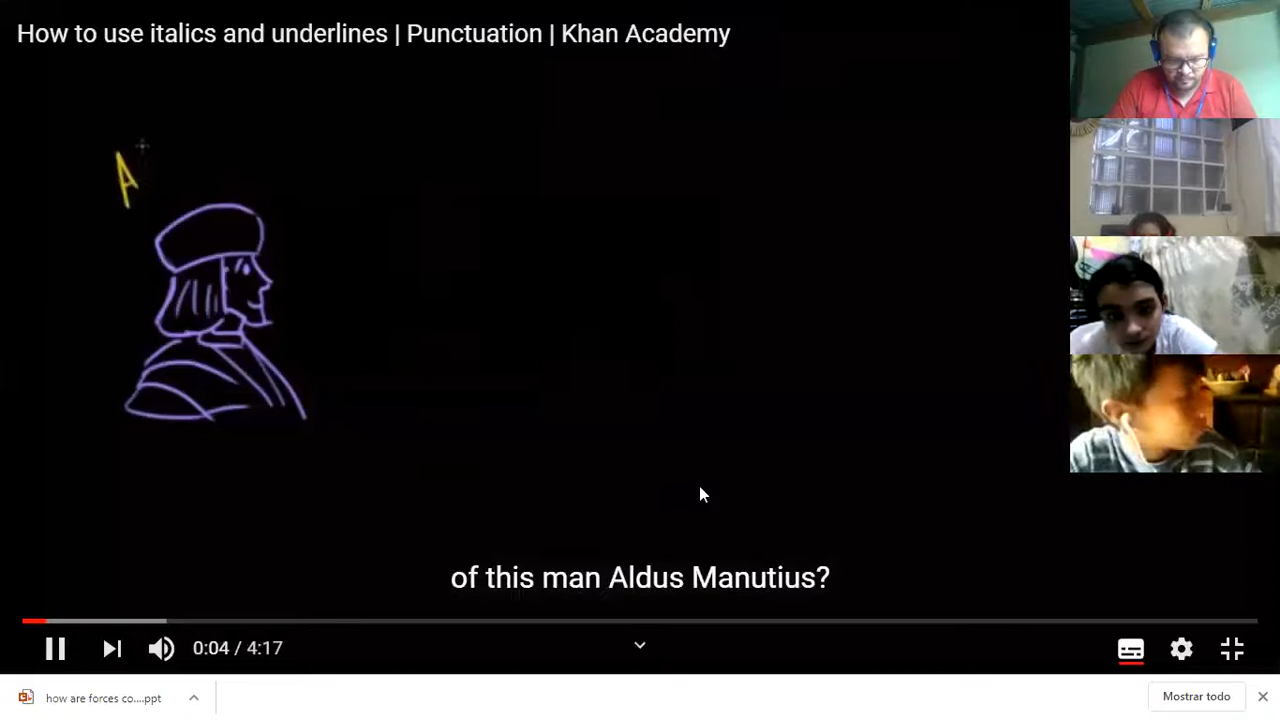 How to use italics and underlines | Punctuation | Khan Academy
A
of this man Aldus Manutius?
0:04 / 4:17
how are forces co....ppt
Mostrar todo